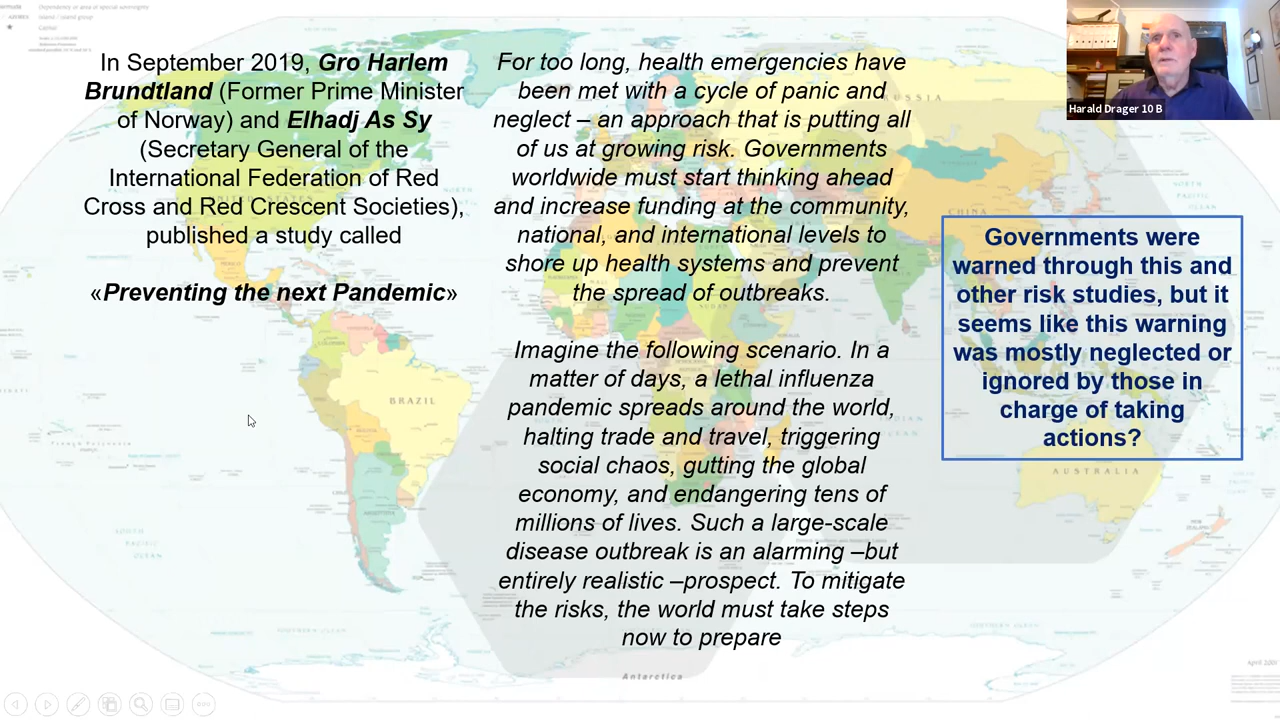 In September 2019, Gro Harlem
Brundtland (Former Prime Minister
of Norway) and Elhadj As Sy
(Secretary General of the
International Federation of Red
Cross and Red Crescent Societies),
published a study called
«Preventing the next Pandemic»
For too long, health emergencies have
been met with a cycle of panic and
neglect – an approach that is putting all
of us at growing risk. Governments
worldwide must start thinking ahead
and increase funding at the community,
national, and international levels to
shore up health systems and prevent
the spread of outbreaks.
Imagine the following scenario. In a
matter of days, a lethal influenza
pandemic spreads around the world,
halting trade and travel, triggering
social chaos, gutting the global
economy, and endangering tens of
millions of lives. Such a large-scale
disease outbreak is an alarming –but
entirely realistic –prospect. To mitigate
the risks, the world must take steps
now to prepare
Governments were
warned through this and
other risk studies, but it
seems like this warning
was mostly neglected or
ignored by those in
charge of taking
actions?
Harald Drager 10 B
RUSSIA
CHINA
BRAZIL
AUSTRALIA
Antarctica
April 2007